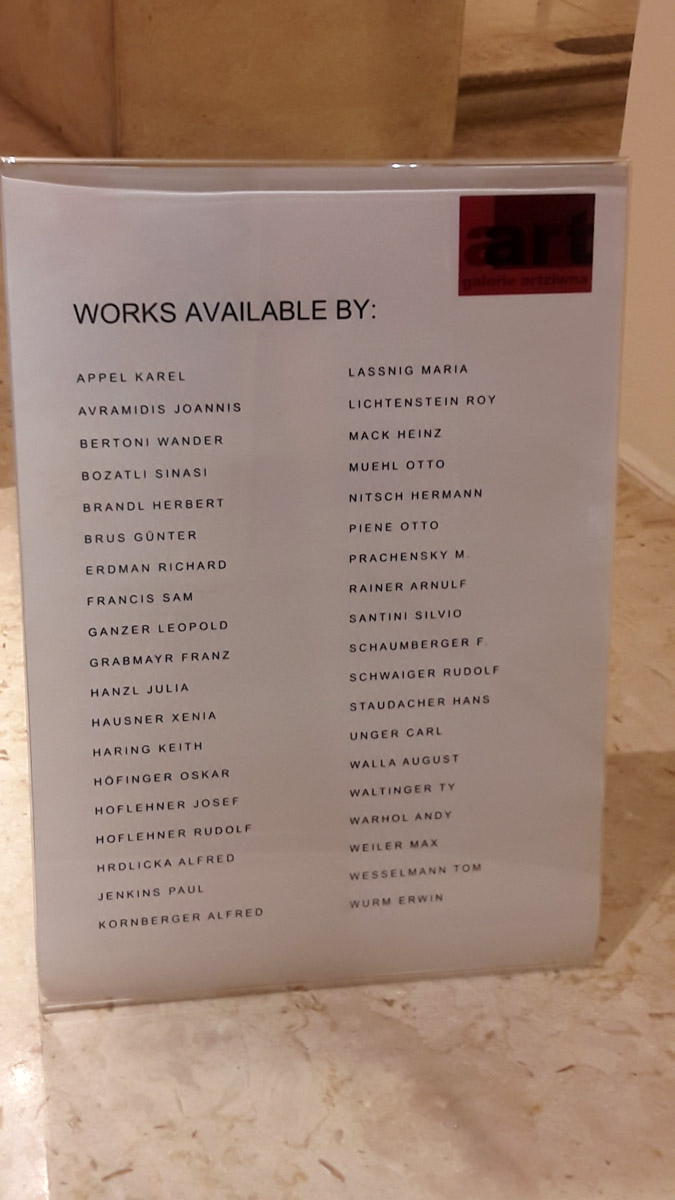 art
galerie artziwna
WORKS AVAILABLE BY:
APPEL KAREL
AVRAMIDIS JOANNIS
BERTONI WANDER
BOZATLI SINASI
BRANDL HERBERT
BRUS GÜNTER
ERDMAN RICHARD
FRANCIS SAM
GANZER LEOPOLD
GRABMAYR FRANZ
HANZL JULIA
HAUSNER XENIA
HARING KEITH
HÖFINGER OSKAR
HOFLEHNER JOSEF
HOFLEHNER RUDOLF
HRDLICKA ALFRED
JENKINS PAUL
KORNBERGER ALFRED
LASSNIG MARIA
LICHTENSTEIN ROY
MACK HEINZ
MUEHL OTTO
NITSCH HERMANN
PIENE OTTO
PRACHENSKY M.
RAINER ARNULF
SANTINI SILVIO
SCHAUMBERGER F.
SCHWAIGER RUDOLF
STAUDACHER HANS
UNGER CARL
WALLA AUGUST
WALTINGER TY
WARHOL ANDY
WEILER MAX
WESSELMANN TOM
WURM ERWIN